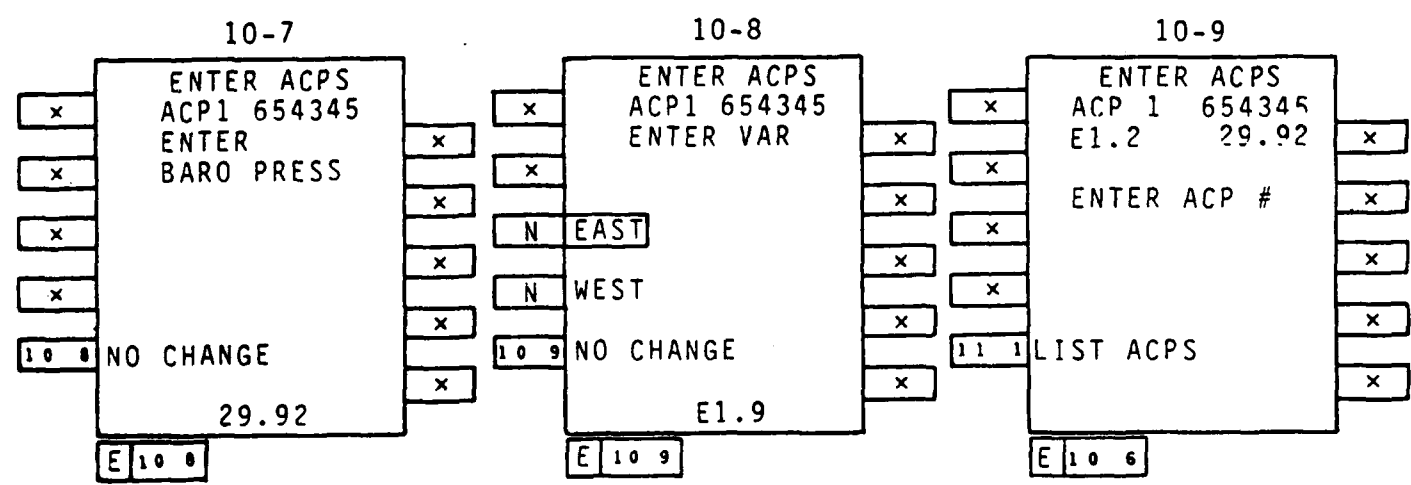 10-7
ENTER ACPS
× ACP1 654345
ENTER ×
× BARO PRESS
×
×
×
×
×
10 8 NO CHANGE
×
29.92
E 10 8
10-8
ENTER ACPS
× ACP1 654345
ENTER VAR ×
×
×
N EAST
×
N WEST
×
10 9 NO CHANGE
×
E1.9
E 10 9
10-9
ENTER ACPS
× ACP 1 654345
E1.2 29.92 ×
×
ENTER ACP # ×
×
×
×
×
11 1 LIST ACPS
×
E 10 6